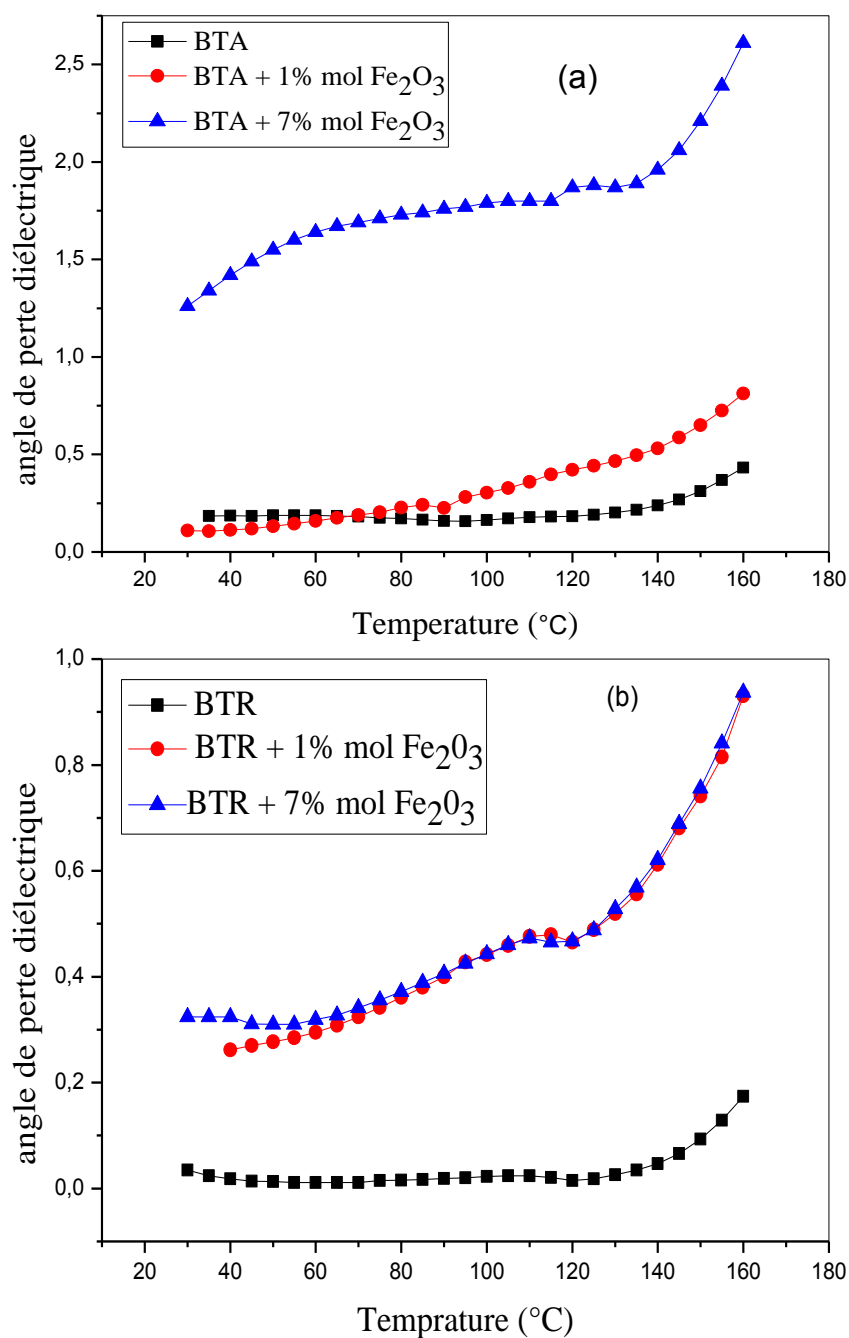 BTA
BTA + 1% mol Fe2O3
BTA + 7% mol Fe2O3
(a)
angle de perte diélectrique
2,5
2,0
1,5
1,0
0,5
0,0
20 40 60 80 100 120 140 160 180
Temperature (°C)
BTR
BTR + 1% mol Fe203
BTR + 7% mol Fe203
(b)
angle de perte diélectrique
1,0
0,8
0,6
0,4
0,2
0,0
20 40 60 80 100 120 140 160 180
Temprature (°C)